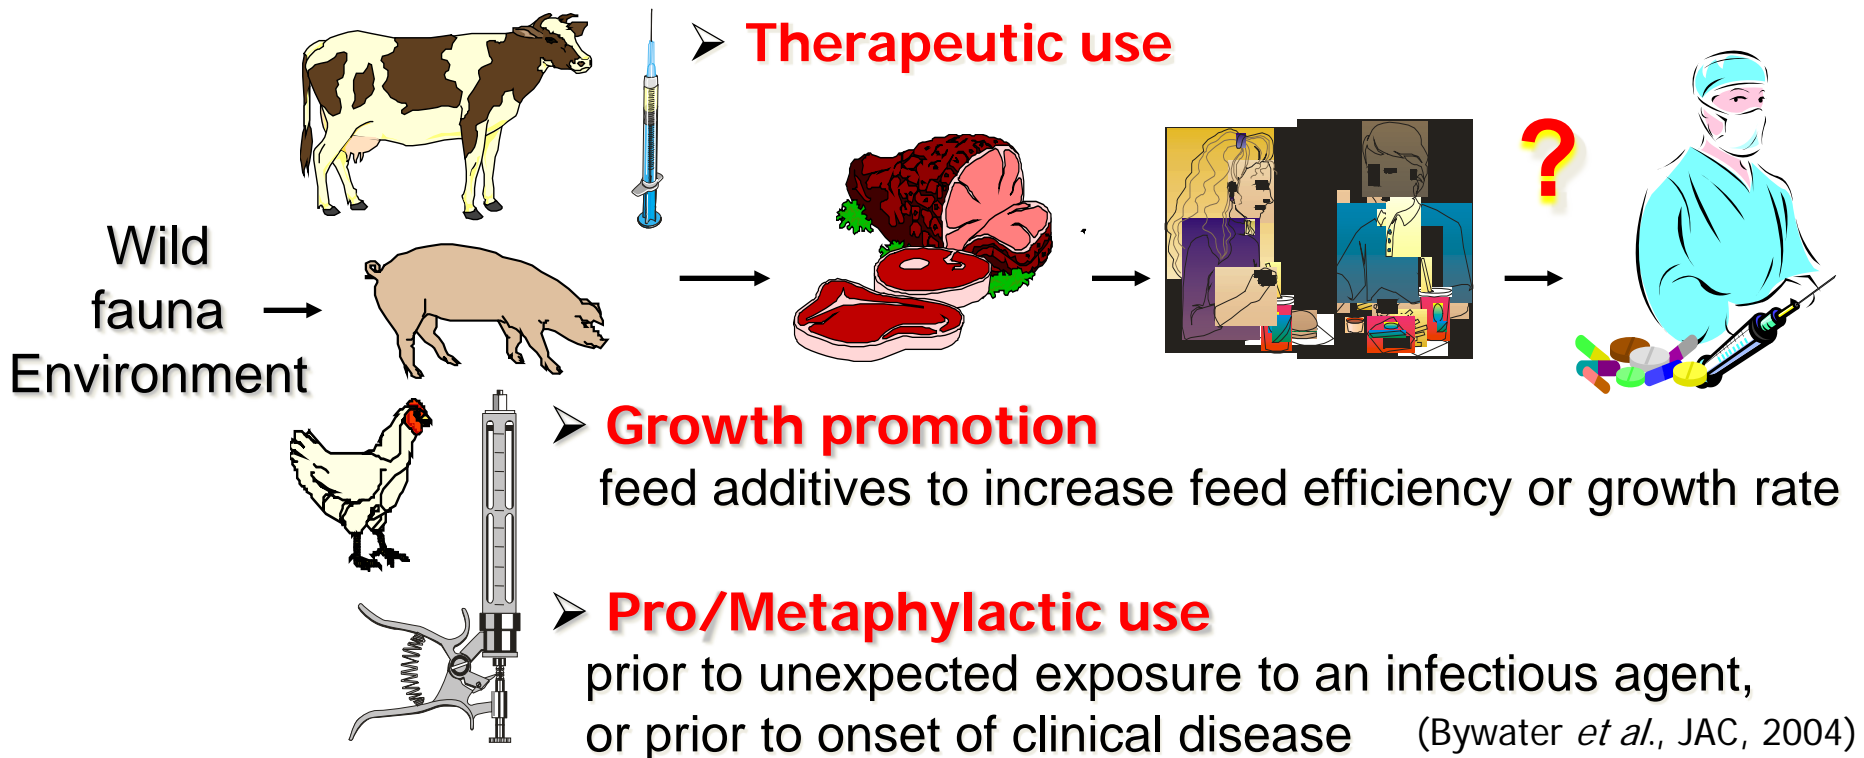 ➢ Therapeutic use
?
Wild
fauna
Environment
➢ Growth promotion
feed additives to increase feed efficiency or growth rate
➢ Pro/Metaphylactic use
prior to unexpected exposure to an infectious agent,
or prior to onset of clinical disease (Bywater et al., JAC, 2004)